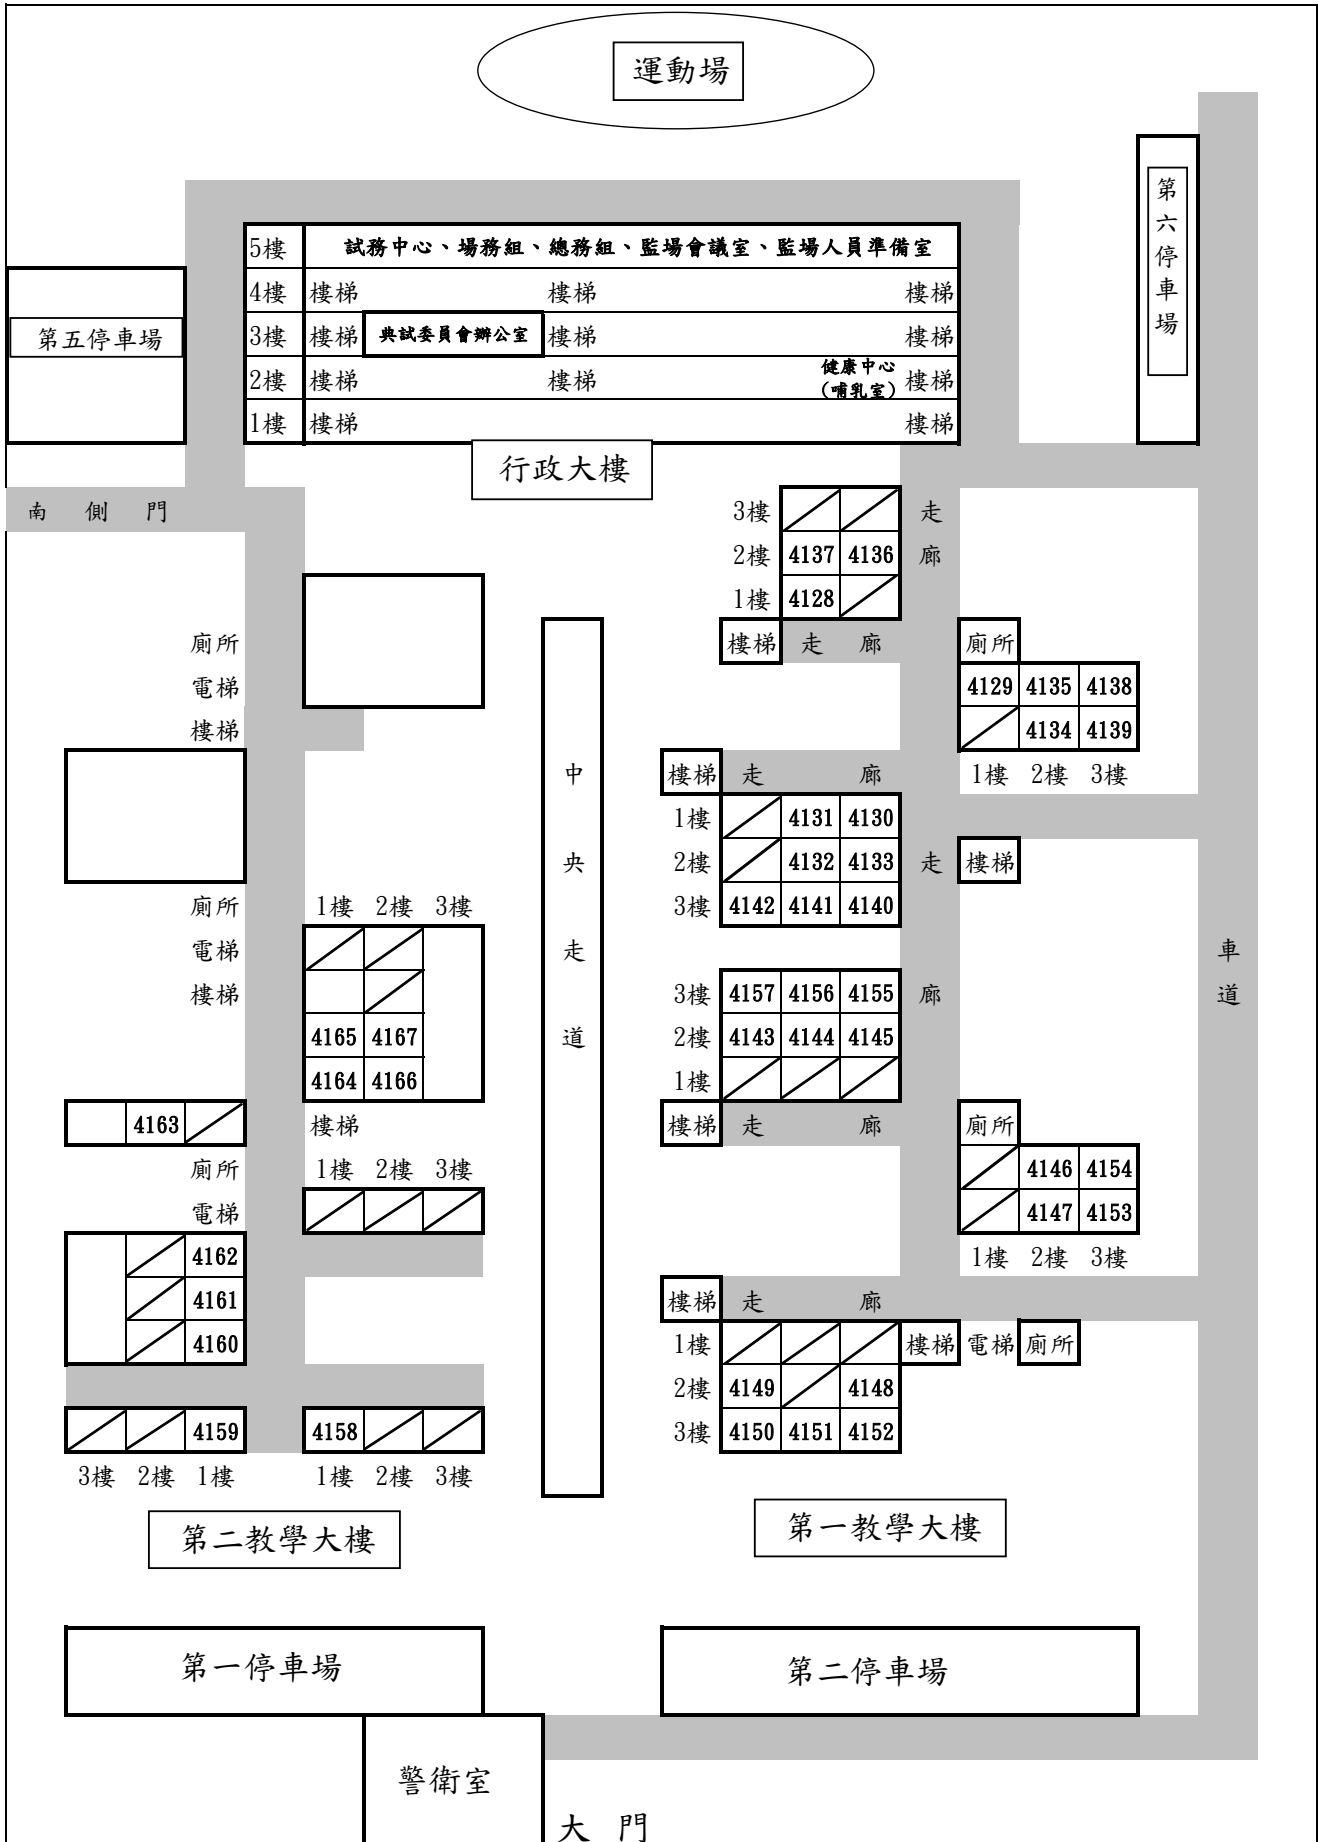 運動場
第六停車場
5樓 試務中心、場務組、總務組、監場會議室、監場人員準備室
4樓 樓梯 樓梯 樓梯
第五停車場
3樓 樓梯 典試委員會辦公室 樓梯 樓梯
2樓 樓梯 樓梯 健康中心(哺乳室) 樓梯
1樓 樓梯 樓梯
行政大樓
南側門
3樓 走廊
2樓 4137 4136
1樓 4128
樓梯 走廊 廁所
4129 4135 4138
4134 4139
1樓 2樓 3樓
廁所
電梯
樓梯
中央走道
樓梯 走廊
1樓 4131 4130
2樓 4132 4133
3樓 4142 4141 4140
走廊
樓梯
車道
廁所
電梯
樓梯
1樓 2樓 3樓
4165 4167
4164 4166
樓梯
3樓 4157 4156 4155
2樓 4143 4144 4145
1樓
樓梯 走廊 廁所
4146 4154
4147 4153
1樓 2樓 3樓
4163
廁所
電梯
1樓 2樓 3樓
4162
4161
4160
4159 4158
3樓 2樓 1樓 1樓 2樓 3樓
樓梯 走廊
1樓 樓梯 電梯 廁所
2樓 4149 4148
3樓 4150 4151 4152
第二教學大樓
第一教學大樓
第一停車場
第二停車場
警衛室
大門